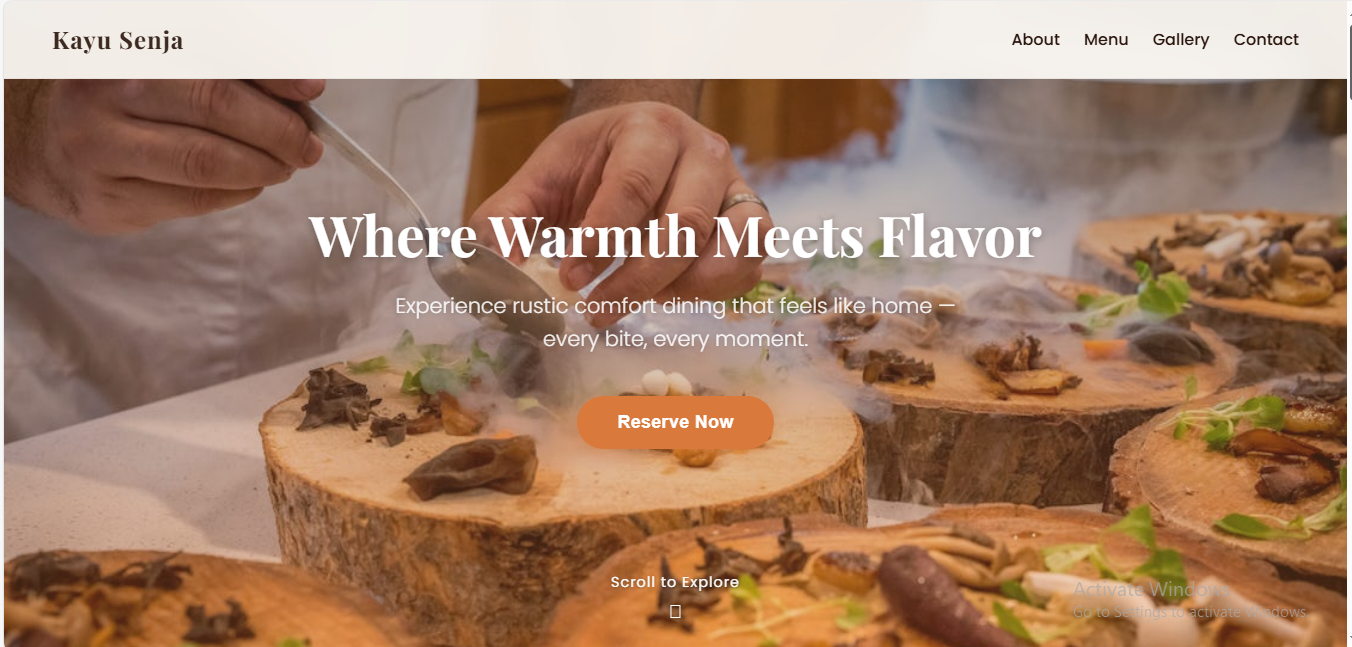 Kayu Senja
About Menu Gallery Contact
Where Warmth Meets Flavor
Experience rustic comfort dining that feels like home —
every bite, every moment.
Reserve Now
Scroll to Explore
Activate Windows
Go to Settings to activate Windows.